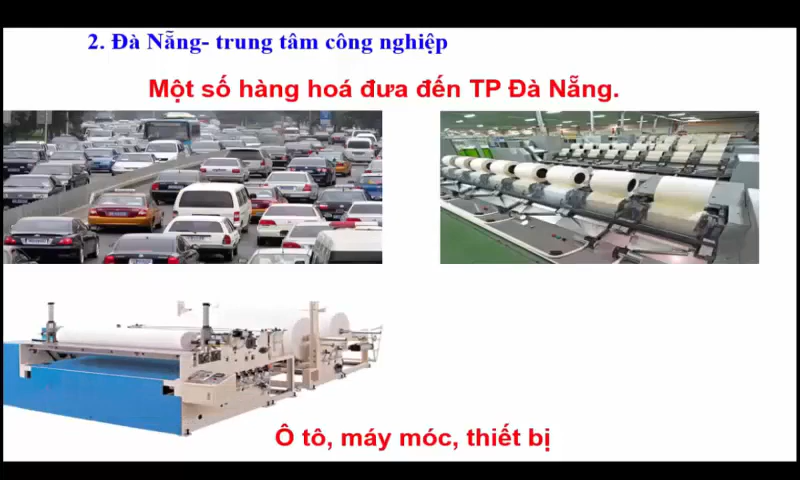 2. Đà Nẵng- trung tâm công nghiệp
Một số hàng hoá đưa đến TP Đà Nẵng.
Ô tô, máy móc, thiết bị